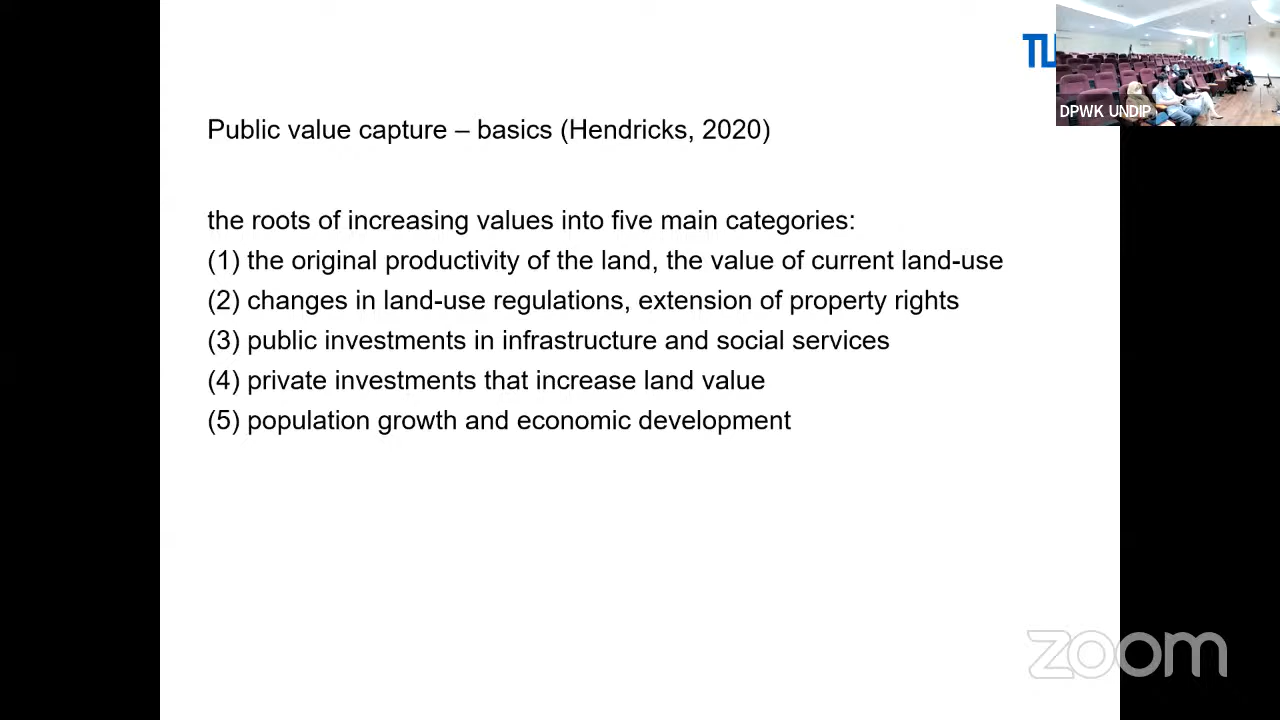 TU
DPWK UNDIP
Public value capture – basics (Hendricks, 2020)
the roots of increasing values into five main categories:
(1) the original productivity of the land, the value of current land-use
(2) changes in land-use regulations, extension of property rights
(3) public investments in infrastructure and social services
(4) private investments that increase land value
(5) population growth and economic development
zoom